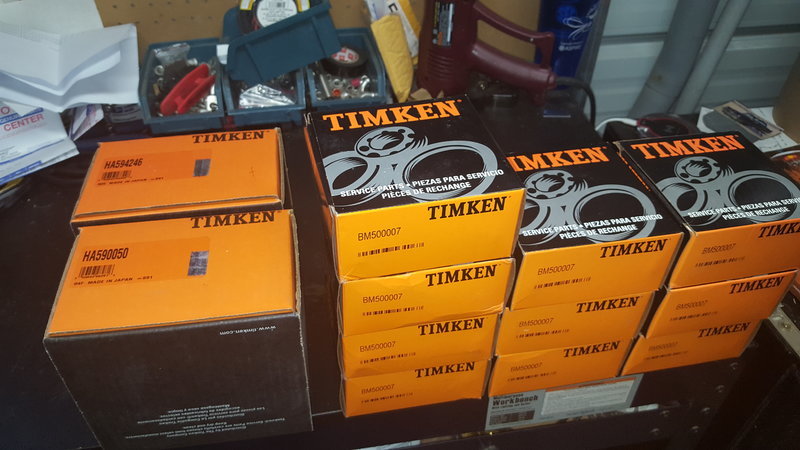 CENTER
TIMKEN
HA594246
MADE IN JAPAN
TIMKEN
HA590050
MADE IN JAPAN
www.timken.com
TIMKEN
SERVICE PARTS • PIEZAS PARA SERVICIO
PIÈCES DE RECHANGE
TIMKEN
BM500007
TIMKEN
BM500007
TIMKEN
BM500007
TIMKEN
BM500007
TIMKEN
SERVICE PARTS • PIEZAS PARA SERVICIO
PIÈCES DE RECHANGE
TIMKEN
BM500007
TIMKEN
BM500007
TIMKEN
BM500007
TIMKEN
SERVICE PARTS • PIEZAS PARA SERVICIO
PIÈCES DE RECHANGE
TIMKEN
BM500007
TIMKEN
BM500007
TIMKEN
BM500007
Workbench